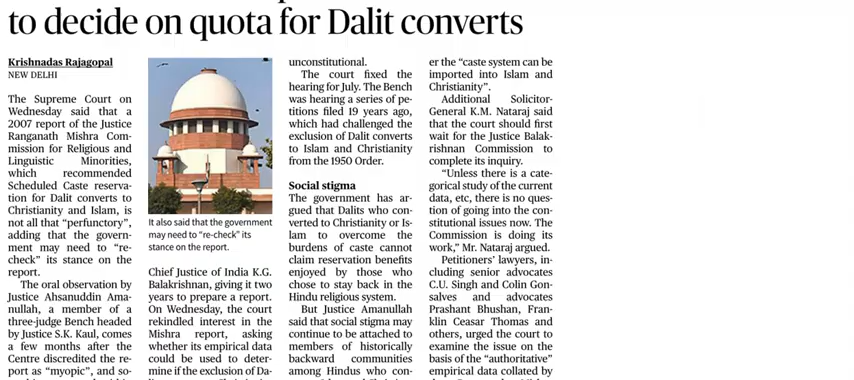 to decide on quota for Dalit converts
Krishnadas Rajagopal
NEW DELHI
The Supreme Court on
Wednesday said that a
2007 report of the Justice
Ranganath Mishra Com-
mission for Religious and
Linguistic Minorities,
which recommended
Scheduled Caste reserva-
tion for Dalit converts to
Christianity and Islam, is
not all that “perfunctory”,
adding that the govern-
ment may need to “re-
check” its stance on the
report.
The oral observation by
Justice Ahsanuddin Ama-
nullah, a member of a
three-judge Bench headed
by Justice S.K. Kaul, comes
a few months after the
Centre discredited the re-
port as “myopic”, and so-
It also said that the government
may need to “re-check” its
stance on the report.
Chief Justice of India K.G.
Balakrishnan, giving it two
years to prepare a report.
On Wednesday, the court
rekindled interest in the
Mishra report, asking
whether its empirical data
could be used to deter-
mine if the exclusion of Da-
unconstitutional.
The court fixed the
hearing for July. The Bench
was hearing a series of pe-
titions filed 19 years ago,
which had challenged the
exclusion of Dalit converts
to Islam and Christianity
from the 1950 Order.
Social stigma
The government has ar-
gued that Dalits who con-
verted to Christianity or Is-
lam to overcome the
burdens of caste cannot
claim reservation benefits
enjoyed by those who
chose to stay back in the
Hindu religious system.
But Justice Amanullah
said that social stigma may
continue to be attached to
members of historically
backward communities
among Hindus who con-
er the “caste system can be
imported into Islam and
Christianity”.
Additional Solicitor-
General K.M. Nataraj said
that the court should first
wait for the Justice Balak-
rishnan Commission to
complete its inquiry.
“Unless there is a cate-
gorical study of the current
data, etc, there is no ques-
tion of going into the con-
stitutional issues now. The
Commission is doing its
work,” Mr. Nataraj argued.
Petitioners’ lawyers, in-
cluding senior advocates
C.U. Singh and Colin Gon-
salves and advocates
Prashant Bhushan, Fran-
klin Ceasar Thomas and
others, urged the court to
examine the issue on the
basis of the “authoritative”
empirical data collated by